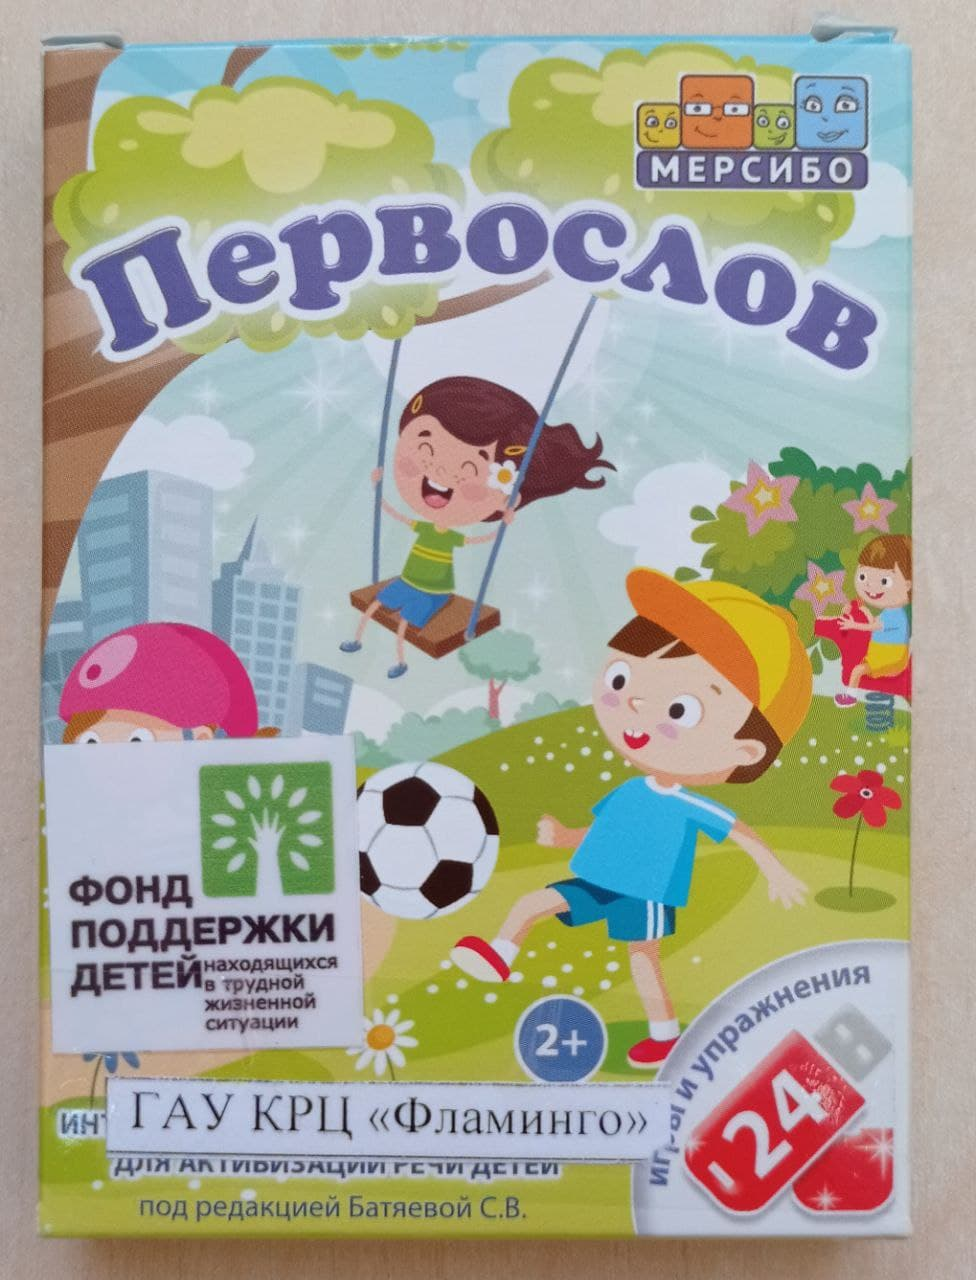 МЕРСИБО
Первослов
ФОНД
ПОДДЕРЖКИ
ДЕТЕЙ
находящихся
в трудной
жизненной
ситуации
2+
игры и упражнения
24
ГАУ КРЦ «Фламинго»
ДЛЯ АКТИВИЗАЦИИ РЕЧИ ДЕТЕЙ
под редакцией Батяевой С.В.